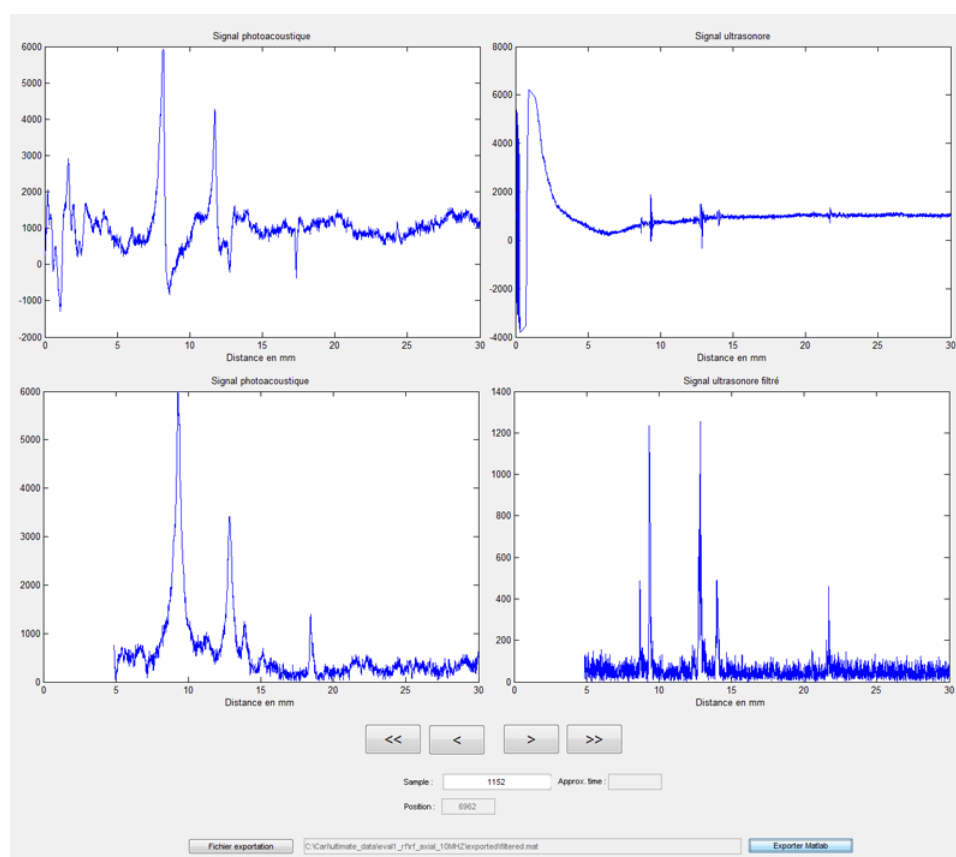 Signal photoacoustique
6000
5000
4000
3000
2000
1000
0
-1000
-2000
0 5 10 15 20 25 30
Distance en mm
Signal ultrasonore
8000
6000
4000
2000
0
-2000
-4000
0 5 10 15 20 25 30
Distance en mm
Signal photoacoustique
6000
5000
4000
3000
2000
1000
0
0 5 10 15 20 25 30
Distance en mm
Signal ultrasonore filtré
1400
1200
1000
800
600
400
200
0
0 5 10 15 20 25 30
Distance en mm
<< < > >>
Sample : 1152 Approx. time :
Position : 6962
Fichier exportation C:\Carl\ultimate_data\eval1_rf\rf_axial_10MHZ\exported\filtered.mat Exporter Matlab